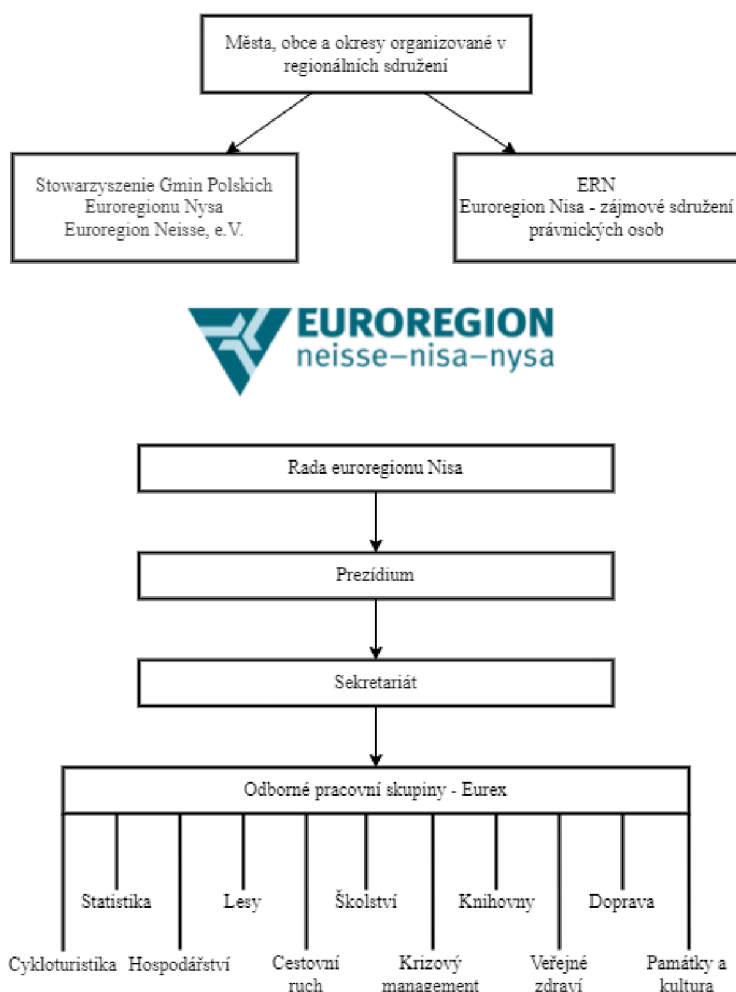 Města, obce a okresy organizované v
regionálních sdružení
Stowarzyszenie Gmin Polskich
Euroregionu Nysa
Euroregion Neisse, e.V.
ERN
Euroregion Nisa - zájmové sdružení
právnických osob
EUROREGION
neisse–nisa–nysa
Rada euroregionu Nisa
Prezídium
Sekretariát
Odborné pracovní skupiny - Eurex
Statistika
Lesy
Školství
Knihovny
Doprava
Cykloturistika
Hospodářství
Cestovní
ruch
Krizový
management
Veřejné
zdraví
Památky a
kultura